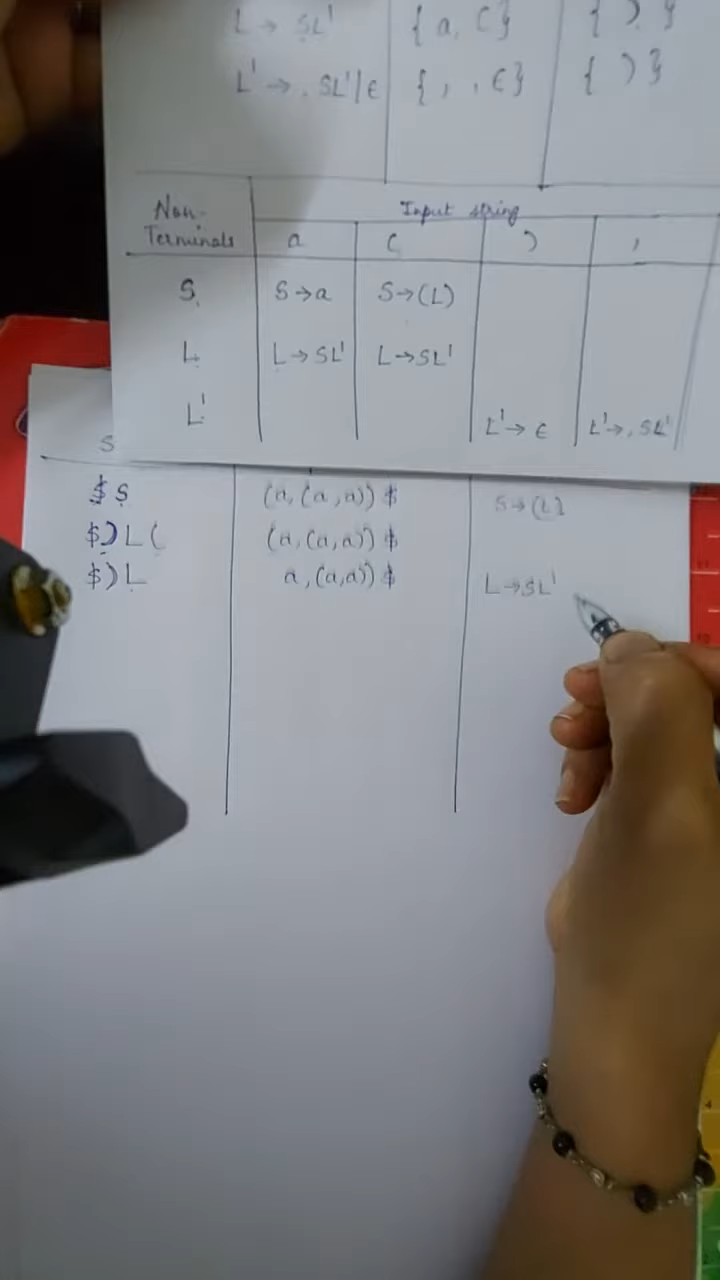 L → SL' { a, ( } { ) }
L' → , SL' | ϵ { , , ϵ } { ) }
Non-Terminals Input string
a ( ) ,
S S → a S → (L)
L L → SL' L → SL'
L' L' → ϵ L' → , SL'
S
$ S (a, (a, a)) $ S → (L)
$ ) L ( (a, (a, a)) $
$ ) L a, (a, a)) $ L → SL'